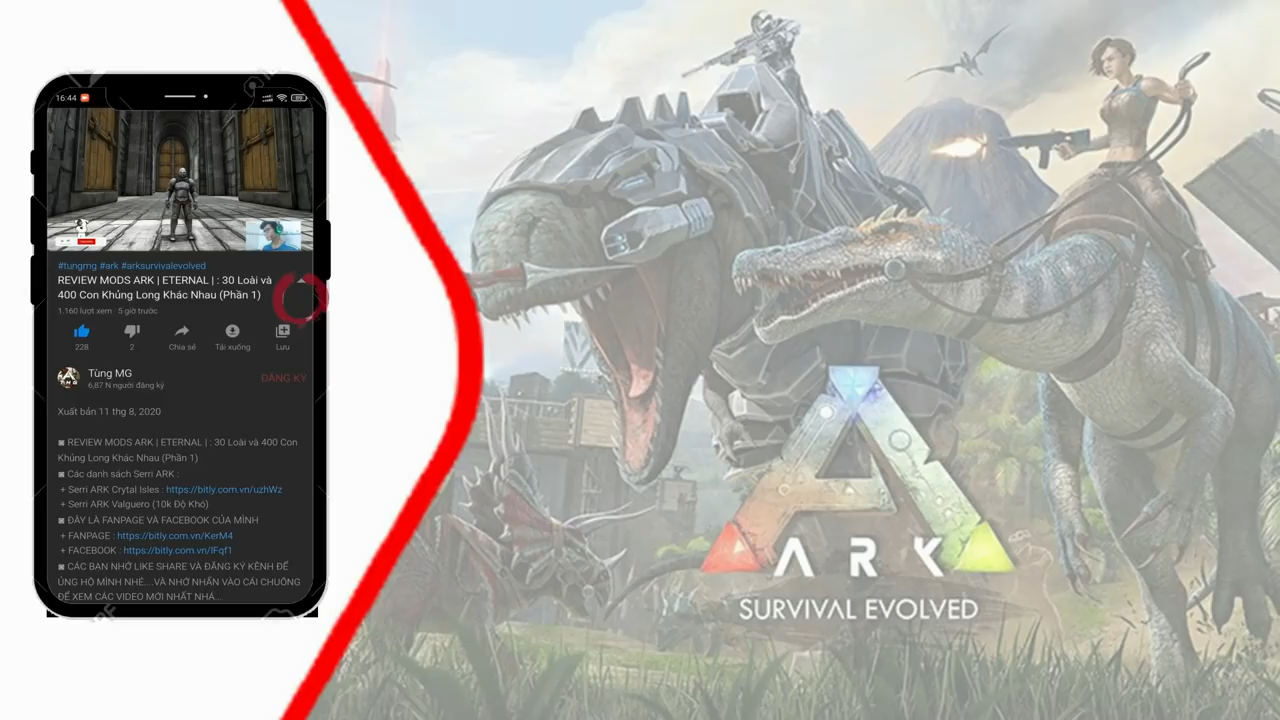 16:44
#tungmg #ark #arksurvivalevolved
REVIEW MODS ARK | ETERNAL | : 30 Loài và
400 Con Khủng Long Khác Nhau (Phần 1)
1.160 lượt xem 5 giờ trước
228
2
Chia sẻ
Tải xuống
Lưu
Tùng MG
6,87 N người đăng ký
ĐĂNG KÝ
Xuất bản 11 thg 8, 2020
◙ REVIEW MODS ARK | ETERNAL | : 30 Loài và 400 Con
Khủng Long Khác Nhau (Phần 1)
◙ Các danh sách Serri ARK :
+ Serri ARK Crytal Isles : https://bitly.com.vn/uzhWz
+ Serri ARK Valguero (10k Độ Khó)
◙ ĐÂY LÀ FANPAGE VÀ FACEBOOK CỦA MÌNH
+ FANPAGE : https://bitly.com.vn/KerM4
+ FACEBOOK : https://bitly.com.vn/IFqf1
◙ CÁC BẠN NHỚ LIKE SHARE VÀ ĐĂNG KÝ KÊNH ĐỂ
ỦNG HỘ MÌNH NHÉ....VÀ NHỚ NHẤN VÀO CÁI CHUÔNG
ĐỂ XEM CÁC VIDEO MỚI NHẤT NHÁ...
ARK
SURVIVAL EVOLVED